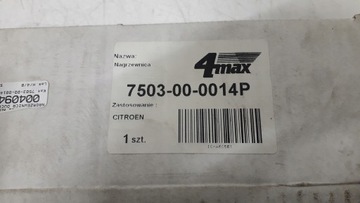 Nazwa:
Nagrzewnica
4max
7503-00-0014P
Zastosowanie:
CITROEN
1 szt.